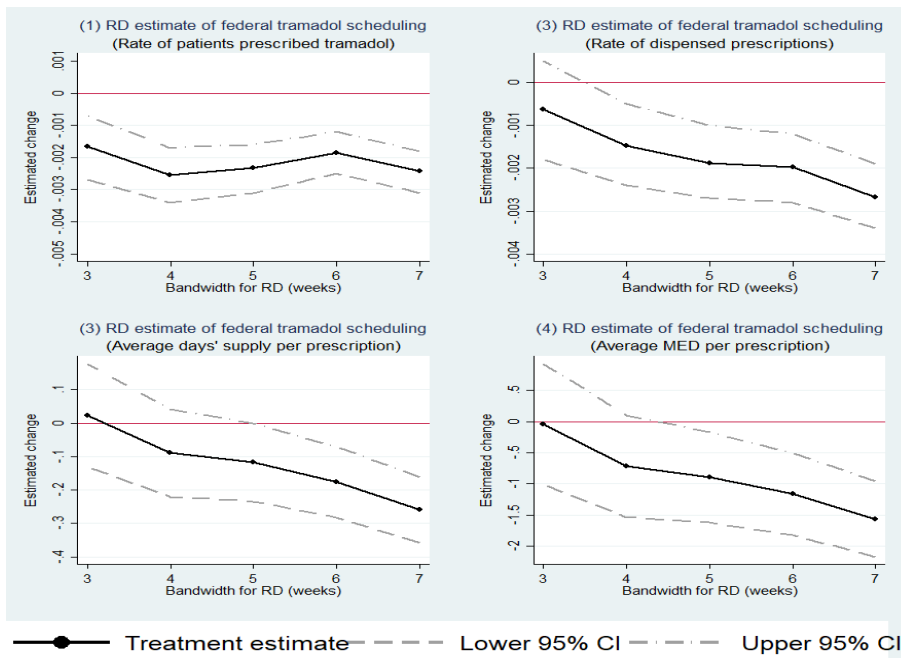 (1) RD estimate of federal tramadol scheduling
(Rate of patients prescribed tramadol)
Estimated change
.001
0
-.001
-.002
-.003
-.004
-.005
3 4 5 6 7
Bandwidth for RD (weeks)
(3) RD estimate of federal tramadol scheduling
(Rate of dispensed prescriptions)
Estimated change
0
-.001
-.002
-.003
-.004
3 4 5 6 7
Bandwidth for RD (weeks)
(3) RD estimate of federal tramadol scheduling
(Average days' supply per prescription)
Estimated change
.1
0
-.1
-.2
-.3
-.4
3 4 5 6 7
Bandwidth for RD (weeks)
(4) RD estimate of federal tramadol scheduling
(Average MED per prescription)
Estimated change
.5
0
-.5
-1
-1.5
-2
3 4 5 6 7
Bandwidth for RD (weeks)
Treatment estimate Lower 95% CI Upper 95% CI